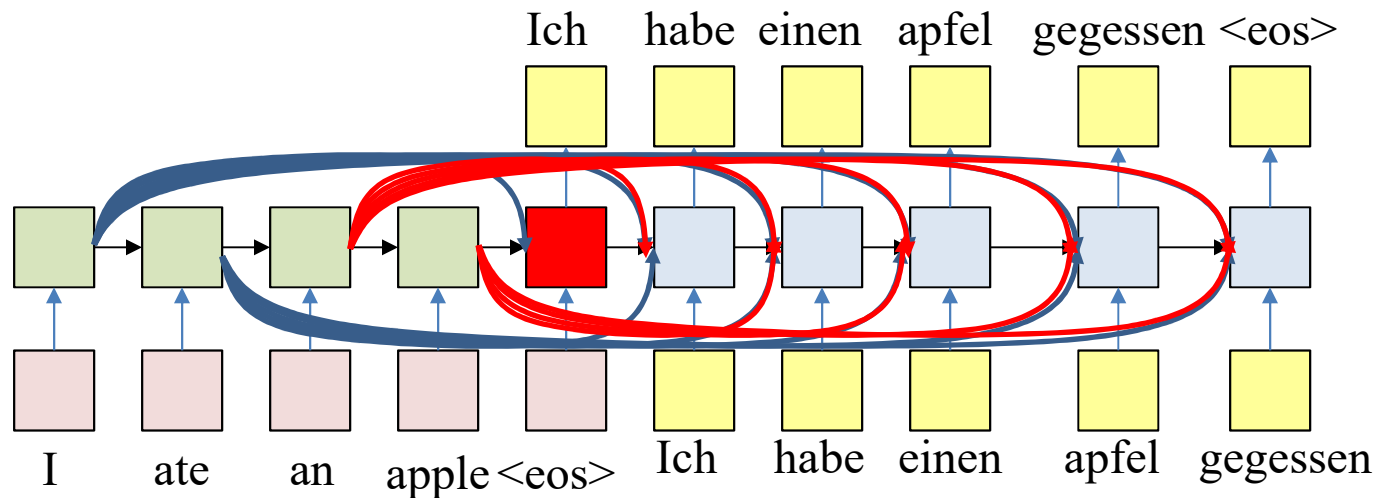 Ich habe einen apfel gegessen <eos>
I ate an apple <eos> Ich habe einen apfel gegessen